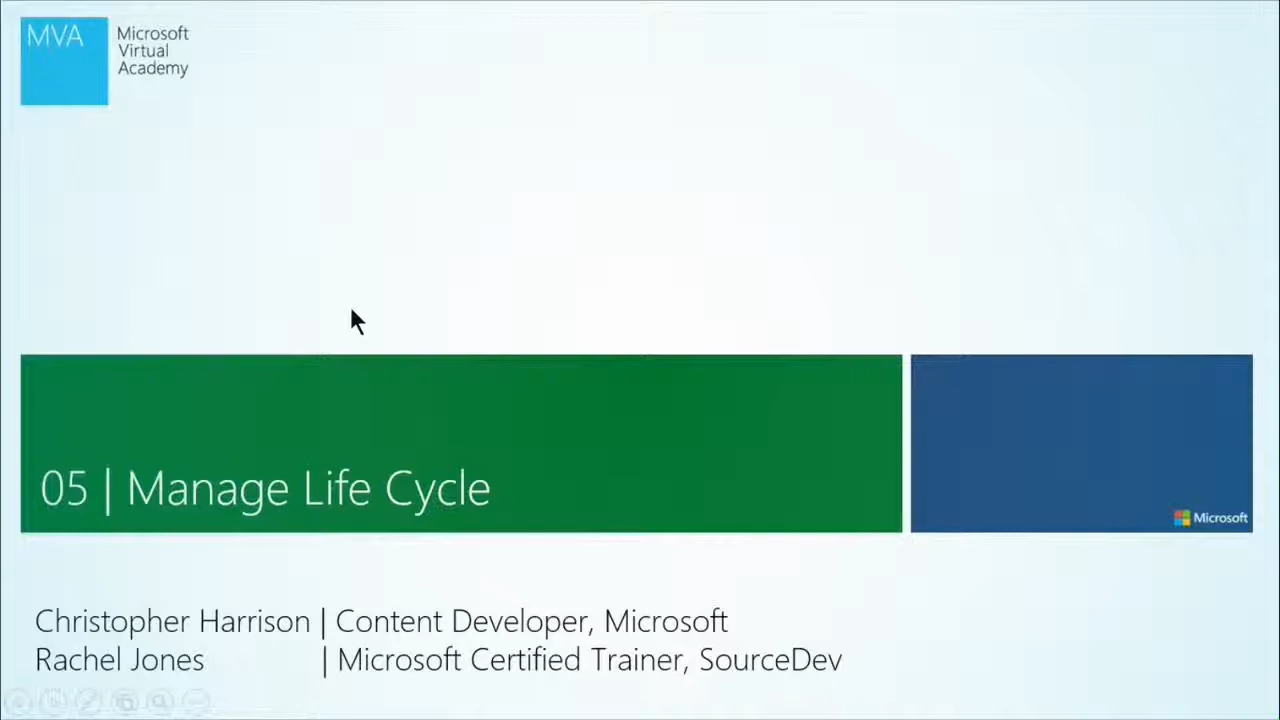 MVA
Microsoft
Virtual
Academy
05 | Manage Life Cycle
Microsoft
Christopher Harrison | Content Developer, Microsoft
Rachel Jones | Microsoft Certified Trainer, SourceDev